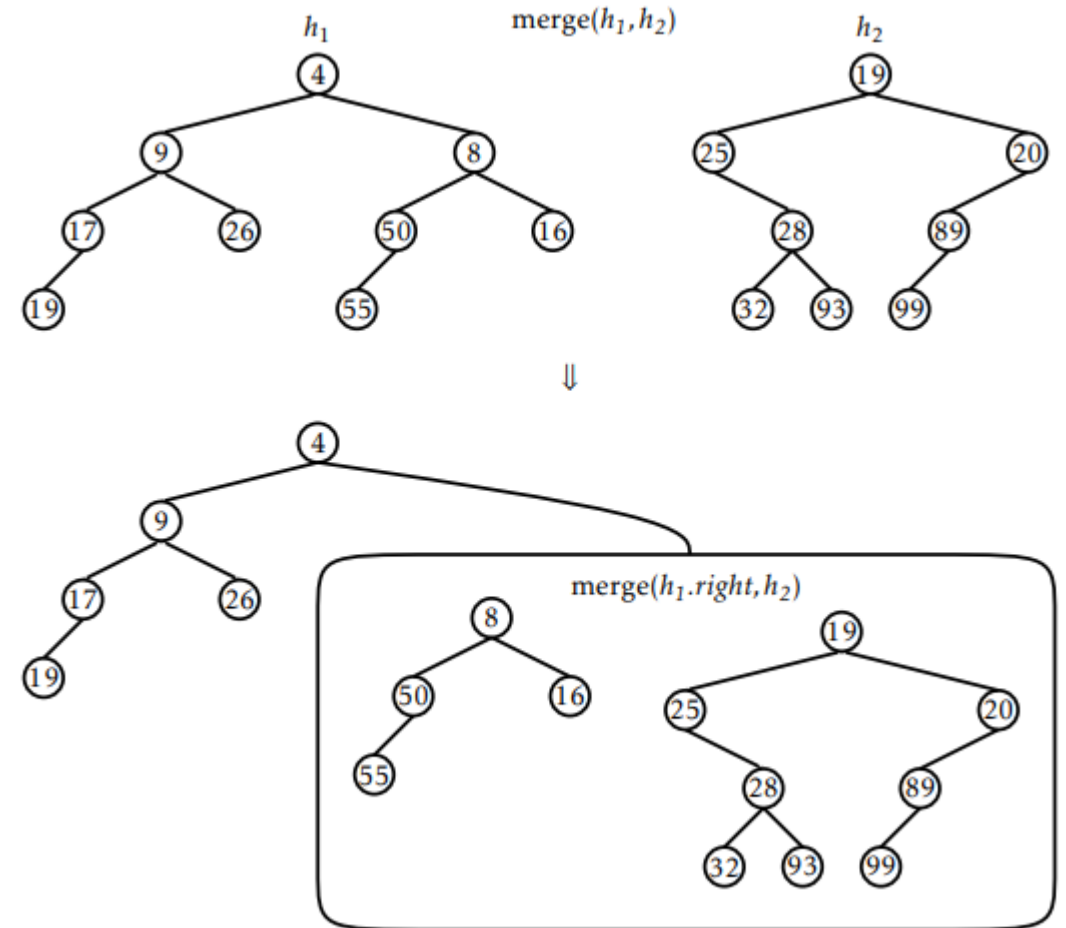 merge(h₁, h₂)
h₁ h₂
4 19
9 8 25 20
17 26 50 16 28 89
19 55 32 93 99
⇓
4
9
17 26
19
merge(h₁.right, h₂)
8 19
50 16 25 20
55 28 89
32 93 99